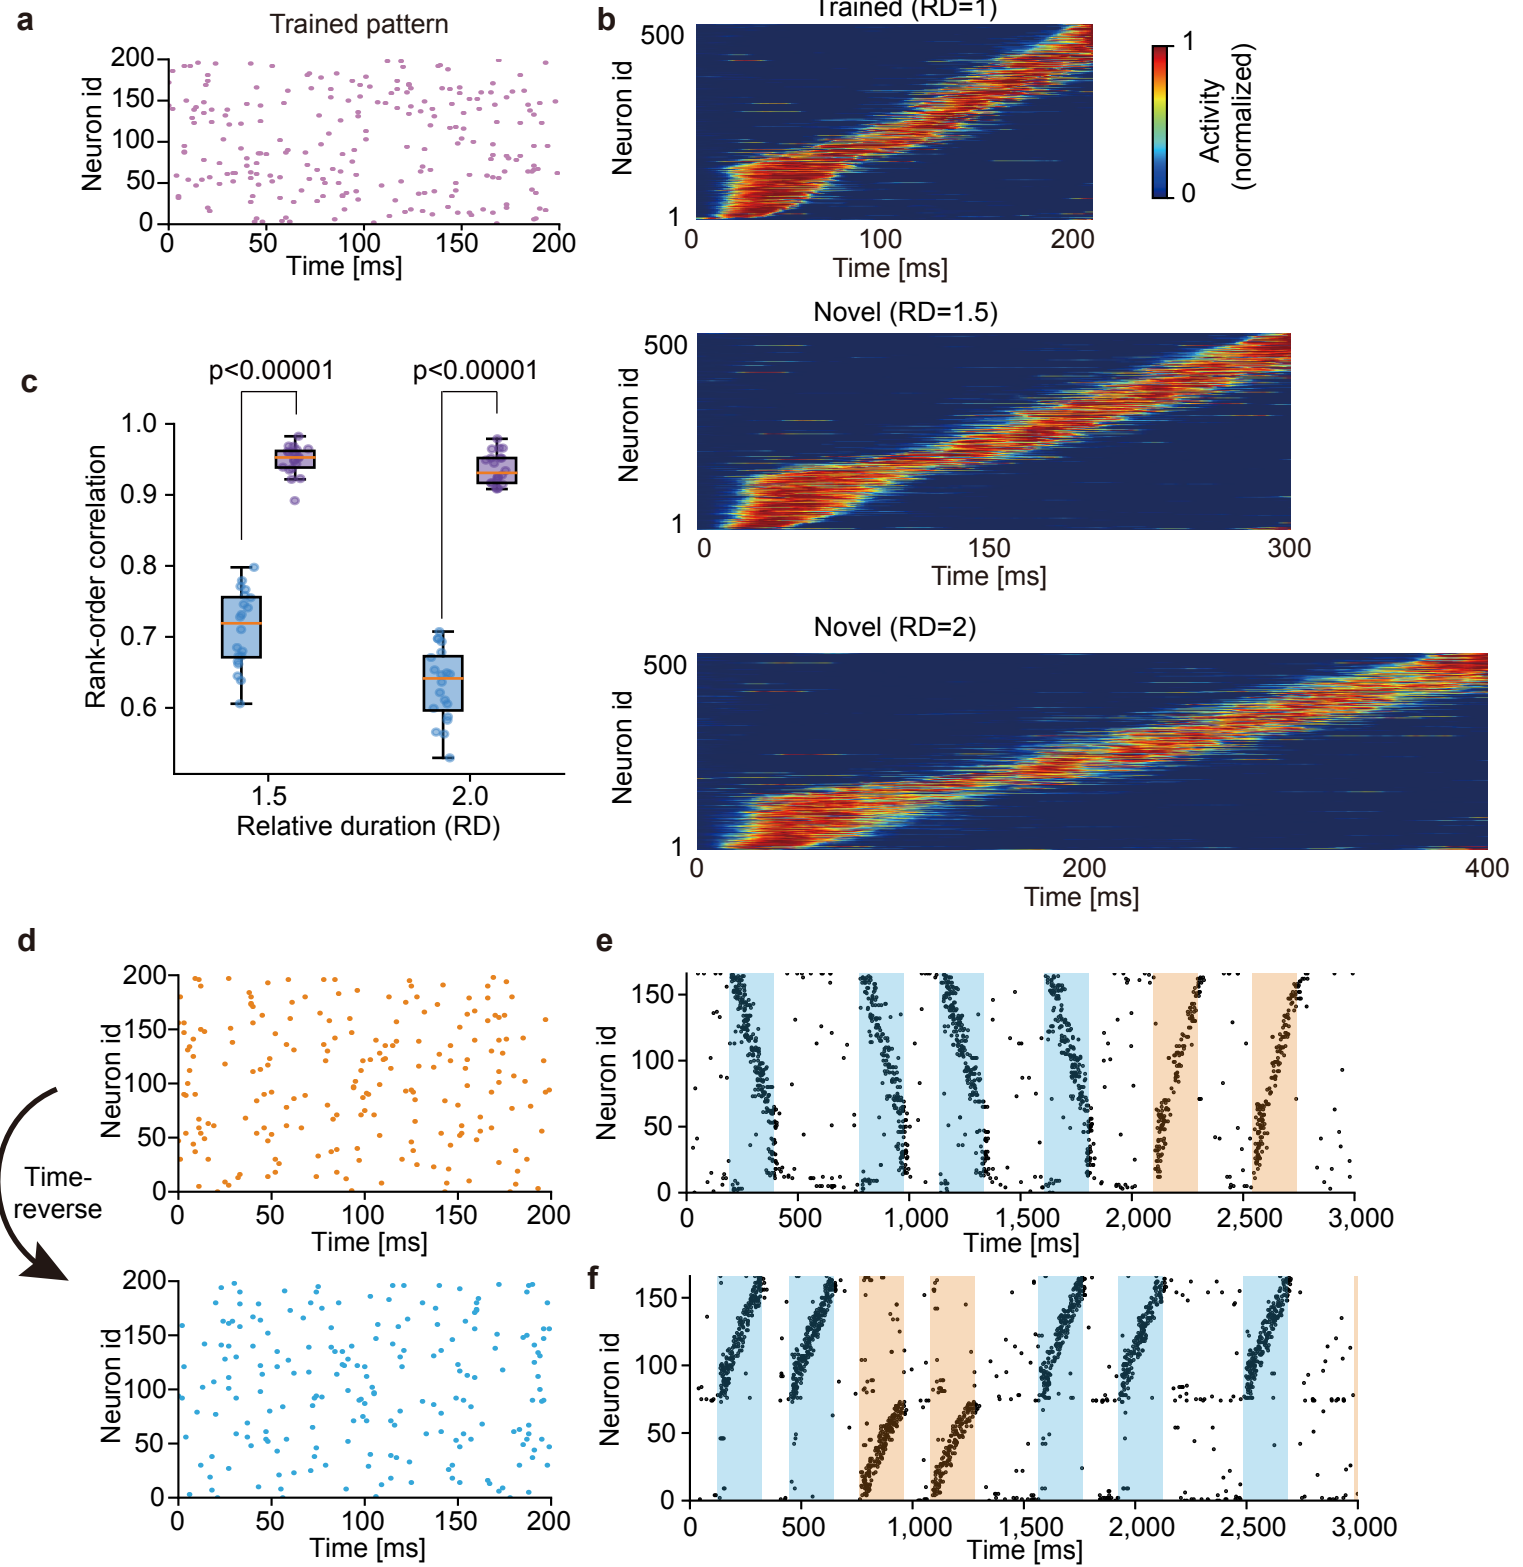 a
Trained pattern
200
150
100
50
0
Neuron id
0 50 100 150 200
Time [ms]
b
Trained (RD=1)
500
1
Neuron id
0 100 200
Time [ms]
1
0
Activity
(normalized)
Novel (RD=1.5)
500
1
Neuron id
0 150 300
Time [ms]
Novel (RD=2)
500
1
Neuron id
0 200 400
Time [ms]
c
p<0.00001 p<0.00001
1.0
0.9
0.8
0.7
0.6
Rank-order correlation
1.5 2.0
Relative duration (RD)
d
200
150
100
50
0
Neuron id
0 50 100 150 200
Time [ms]
Time-
reverse
200
150
100
50
0
Neuron id
0 50 100 150 200
Time [ms]
e
150
100
50
0
Neuron id
0 500 1,000 1,500 2,000 2,500 3,000
Time [ms]
f
150
100
50
0
Neuron id
0 500 1,000 1,500 2,000 2,500 3,000
Time [ms]